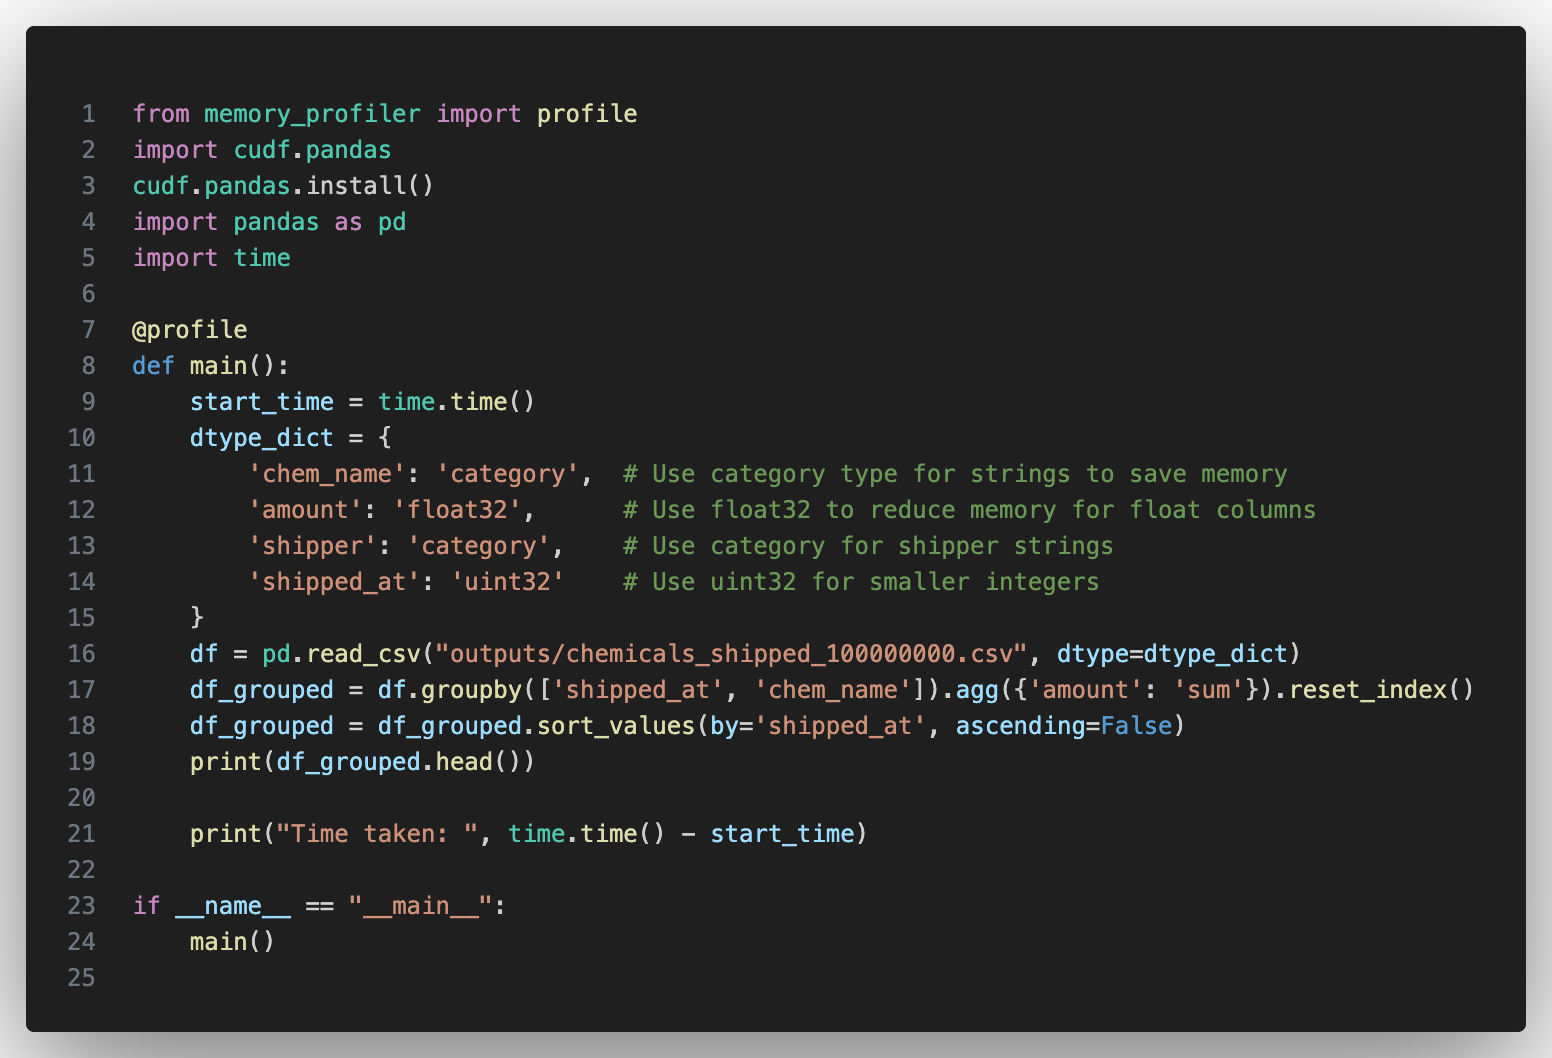 1 from memory_profiler import profile
2 import cudf.pandas
3 cudf.pandas.install()
4 import pandas as pd
5 import time
6
7 @profile
8 def main():
9     start_time = time.time()
10     dtype_dict = {
11         'chem_name': 'category',  # Use category type for strings to save memory
12         'amount': 'float32',      # Use float32 to reduce memory for float columns
13         'shipper': 'category',    # Use category for shipper strings
14         'shipped_at': 'uint32'    # Use uint32 for smaller integers
15     }
16     df = pd.read_csv("outputs/chemicals_shipped_100000000.csv", dtype=dtype_dict)
17     df_grouped = df.groupby(['shipped_at', 'chem_name']).agg({'amount': 'sum'}).reset_index()
18     df_grouped = df_grouped.sort_values(by='shipped_at', ascending=False)
19     print(df_grouped.head())
20
21     print("Time taken: ", time.time() - start_time)
22
23 if __name__ == "__main__":
24     main()
25